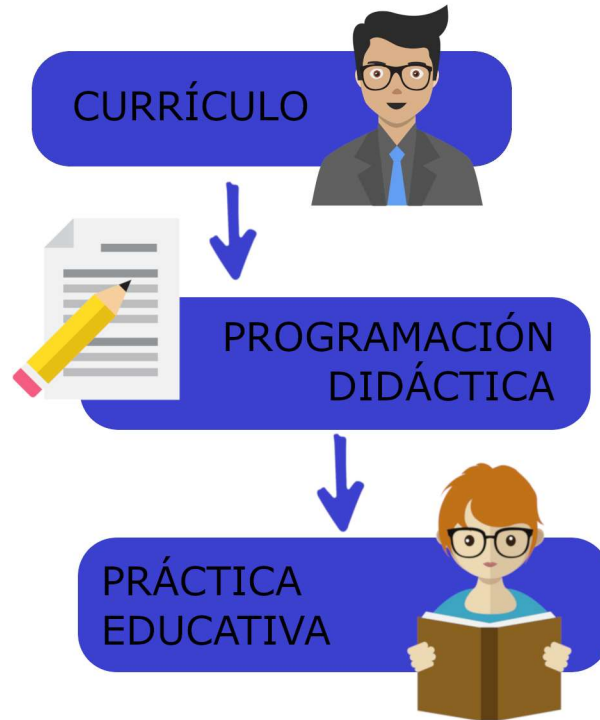 CURRÍCULO
PROGRAMACIÓN
DIDÁCTICA
PRÁCTICA
EDUCATIVA